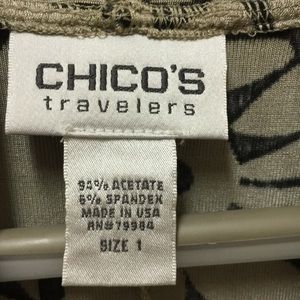 CHICO'S
travelers
94% ACETATE
6% SPANDEX
MADE IN USA
RN#79984
SIZE 1